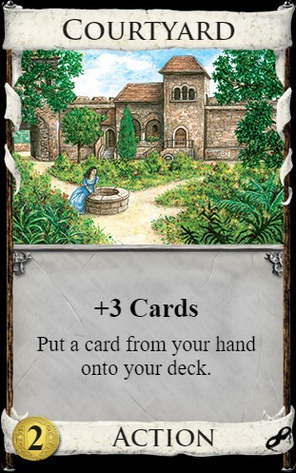 COURTYARD
+3 Cards
Put a card from your hand
onto your deck.
2
ACTION